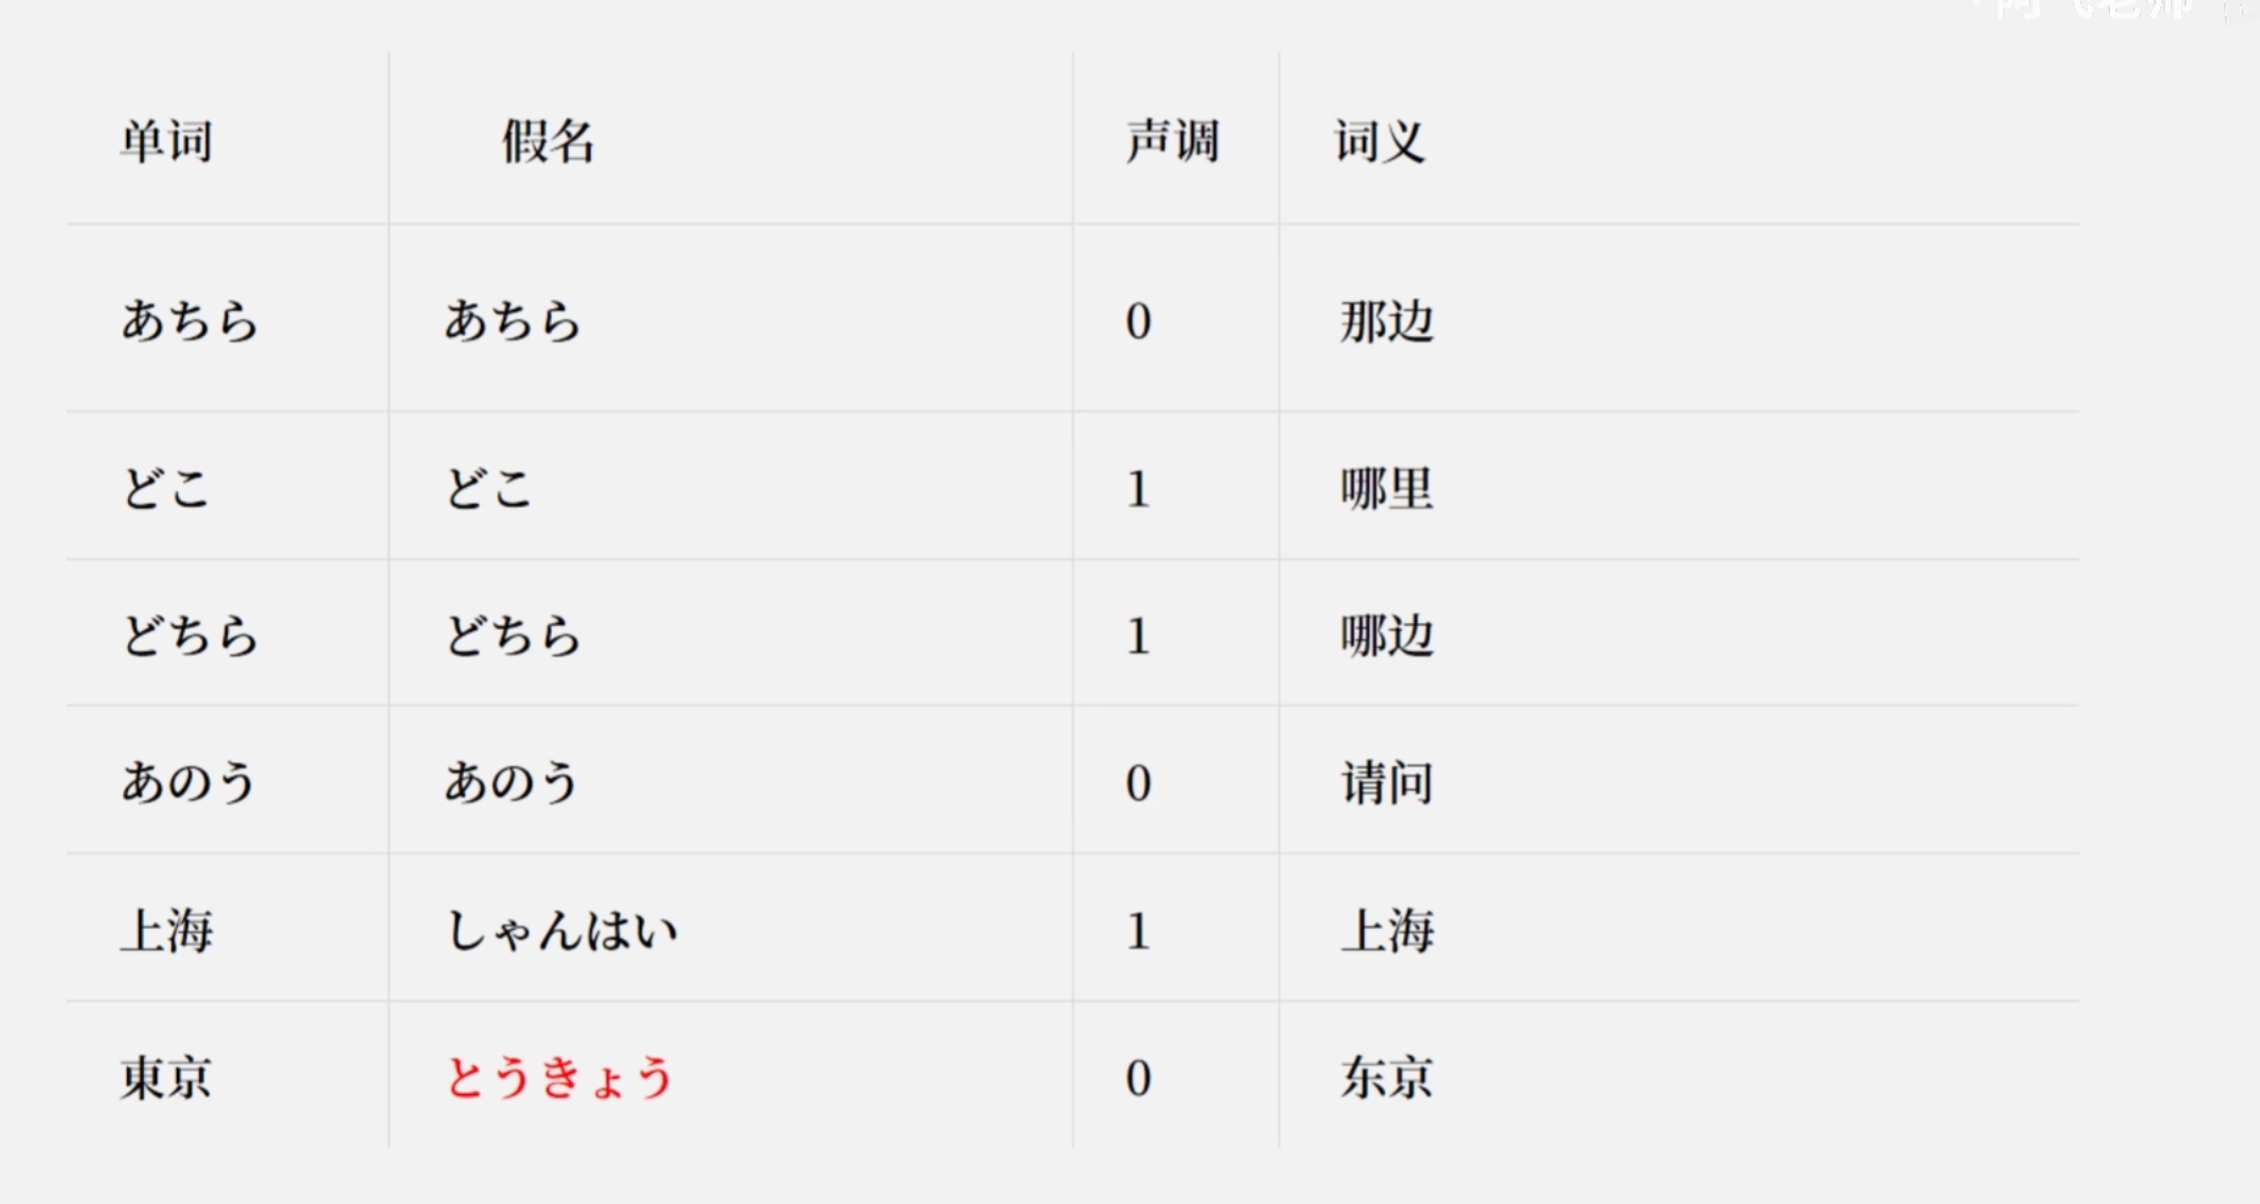 单词 假名 声调 词义
あちら あちら 0 那边
どこ どこ 1 哪里
どちら どちら 1 哪边
あのう あのう 0 请问
上海 しゃんはい 1 上海
東京 とうきょう 0 东京